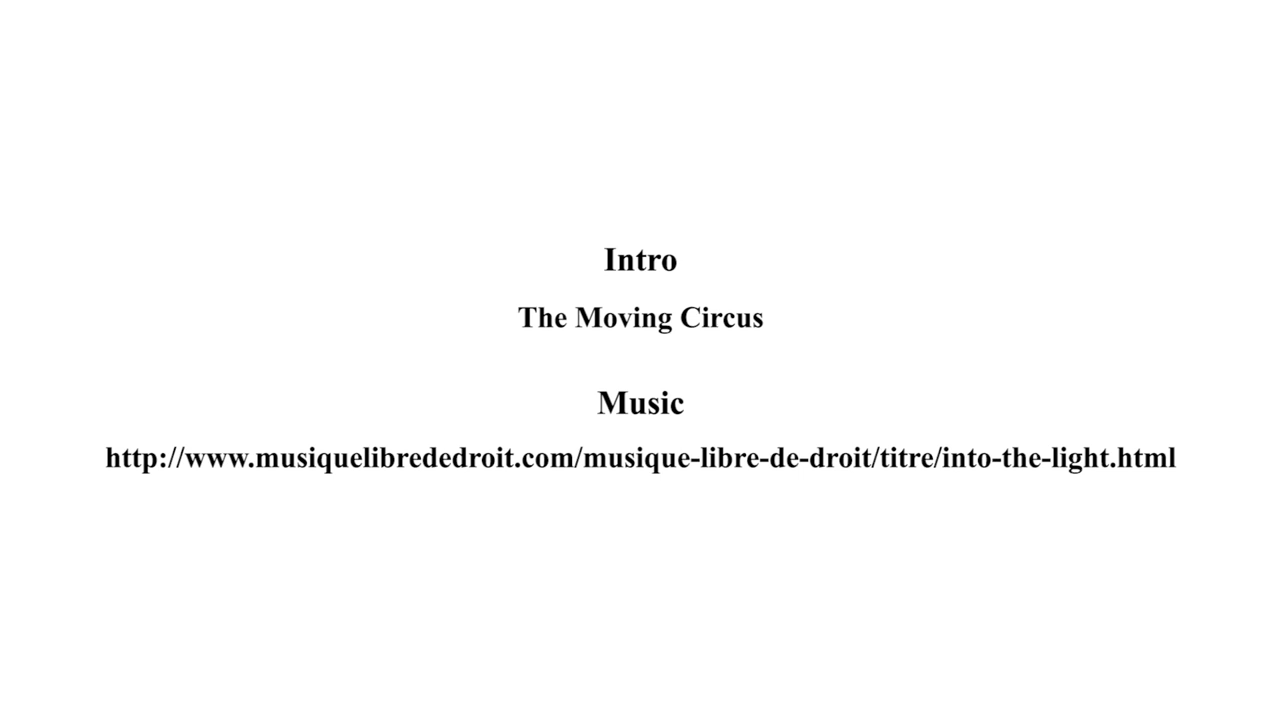 Intro
The Moving Circus
Music
http://www.musiquelibrededroit.com/musique-libre-de-droit/titre/into-the-light.html